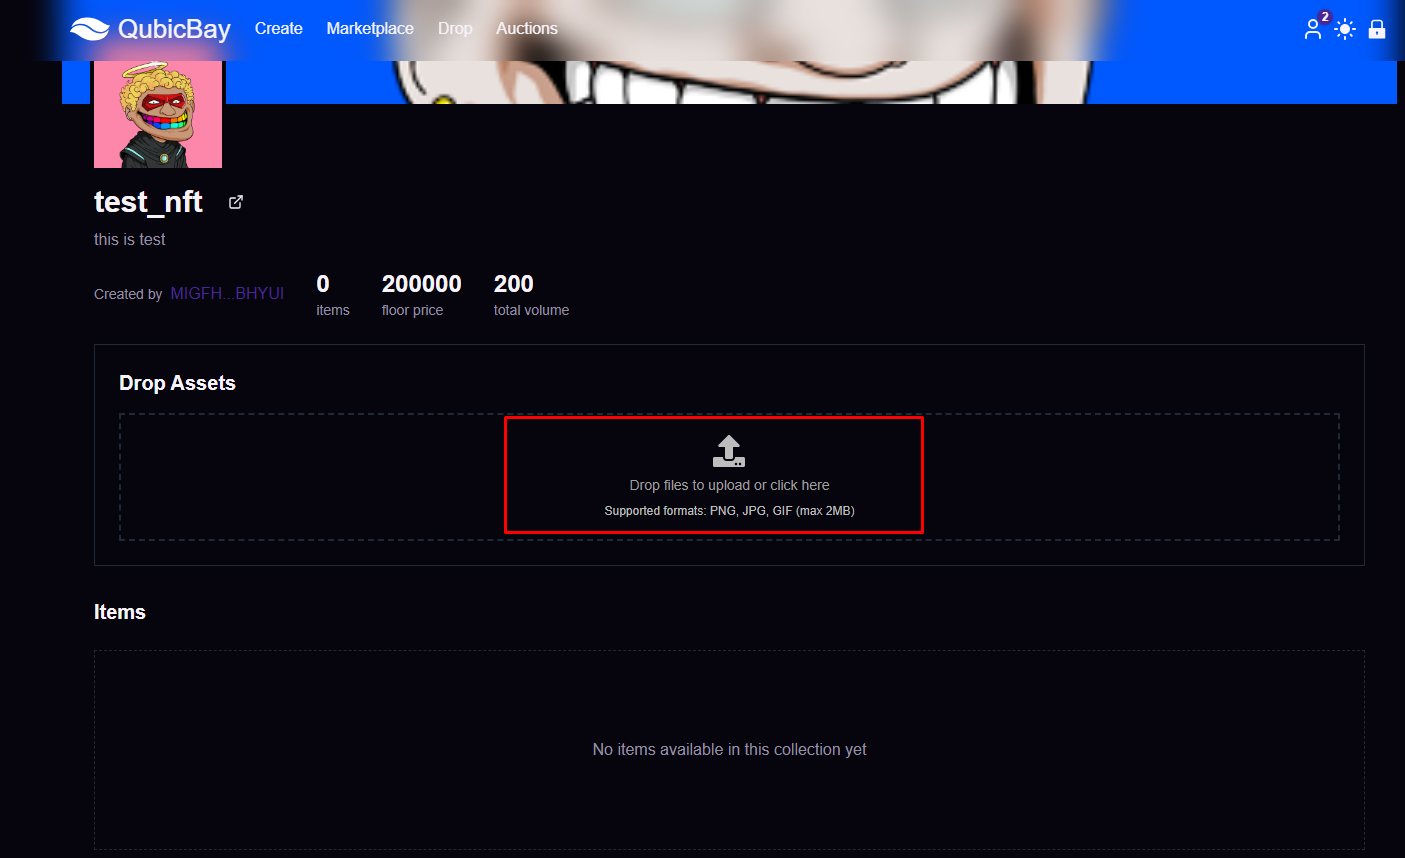 QubicBay Create Marketplace Drop Auctions 2
test_nft
this is test
Created by MIGFH...BHYUI
0 200000 200
items floor price total volume
Drop Assets
Drop files to upload or click here
Supported formats: PNG, JPG, GIF (max 2MB)
Items
No items available in this collection yet